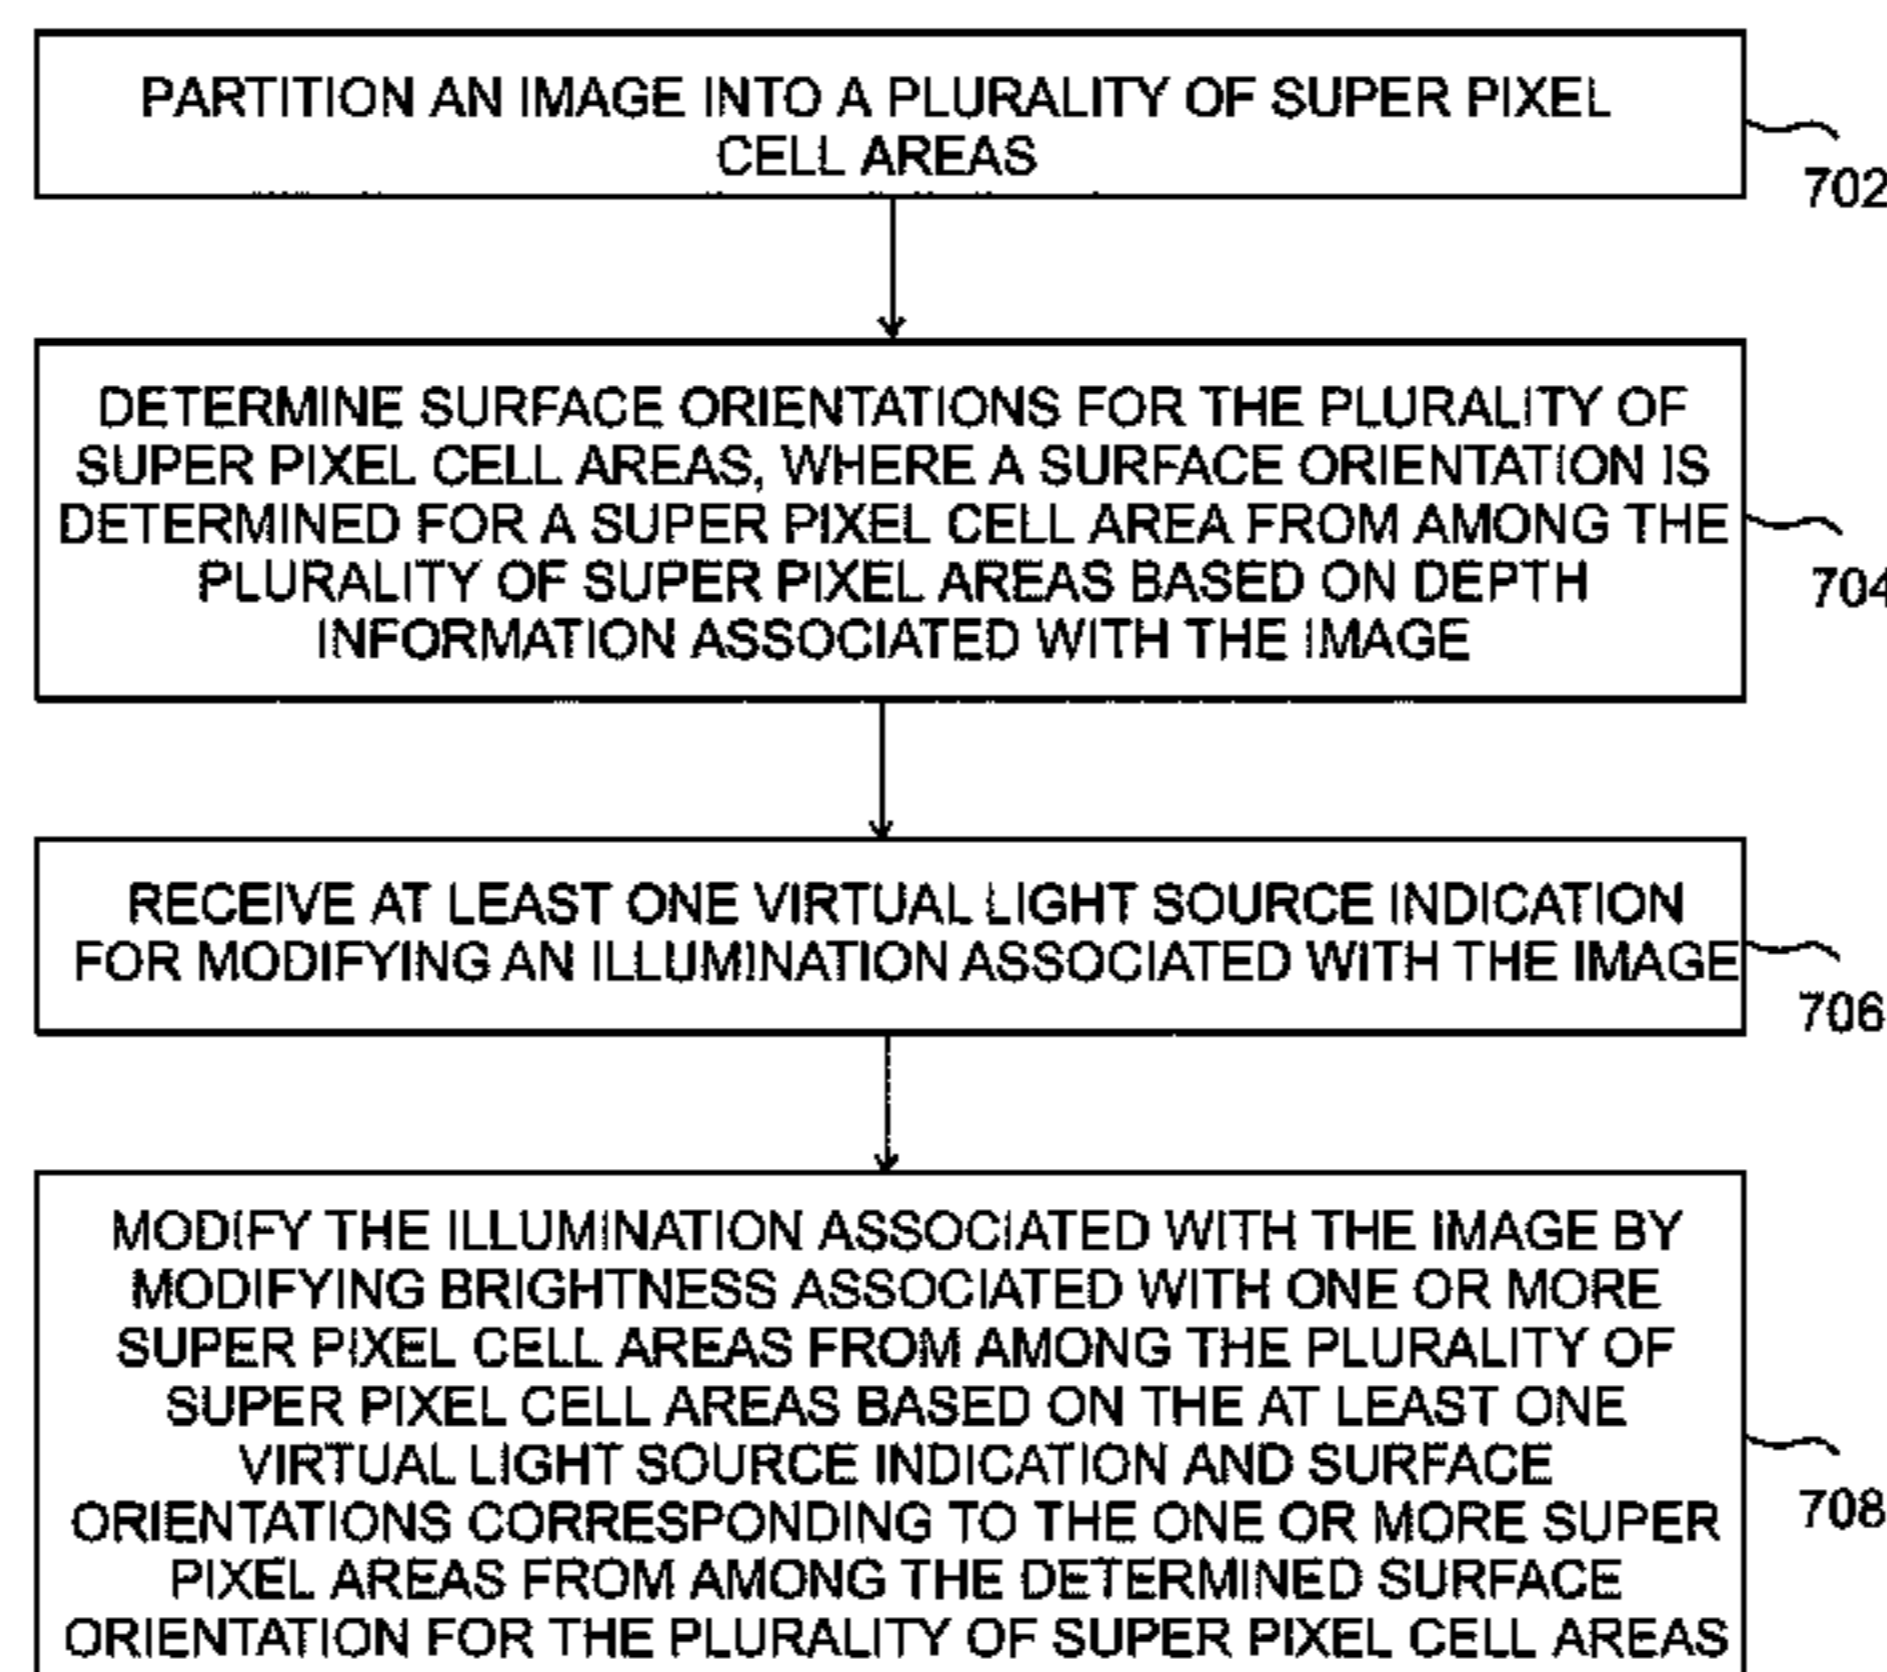 PARTITION AN IMAGE INTO A PLURALITY OF SUPER PIXEL
CELL AREAS
702
DETERMINE SURFACE ORIENTATIONS FOR THE PLURALITY OF
SUPER PIXEL CELL AREAS, WHERE A SURFACE ORIENTATION IS
DETERMINED FOR A SUPER PIXEL CELL AREA FROM AMONG THE
PLURALITY OF SUPER PIXEL AREAS BASED ON DEPTH
INFORMATION ASSOCIATED WITH THE IMAGE
704
RECEIVE AT LEAST ONE VIRTUAL LIGHT SOURCE INDICATION
FOR MODIFYING AN ILLUMINATION ASSOCIATED WITH THE IMAGE
706
MODIFY THE ILLUMINATION ASSOCIATED WITH THE IMAGE BY
MODIFYING BRIGHTNESS ASSOCIATED WITH ONE OR MORE
SUPER PIXEL CELL AREAS FROM AMONG THE PLURALITY OF
SUPER PIXEL CELL AREAS BASED ON THE AT LEAST ONE
VIRTUAL LIGHT SOURCE INDICATION AND SURFACE
ORIENTATIONS CORRESPONDING TO THE ONE OR MORE SUPER
PIXEL AREAS FROM AMONG THE DETERMINED SURFACE
ORIENTATION FOR THE PLURALITY OF SUPER PIXEL CELL AREAS
708